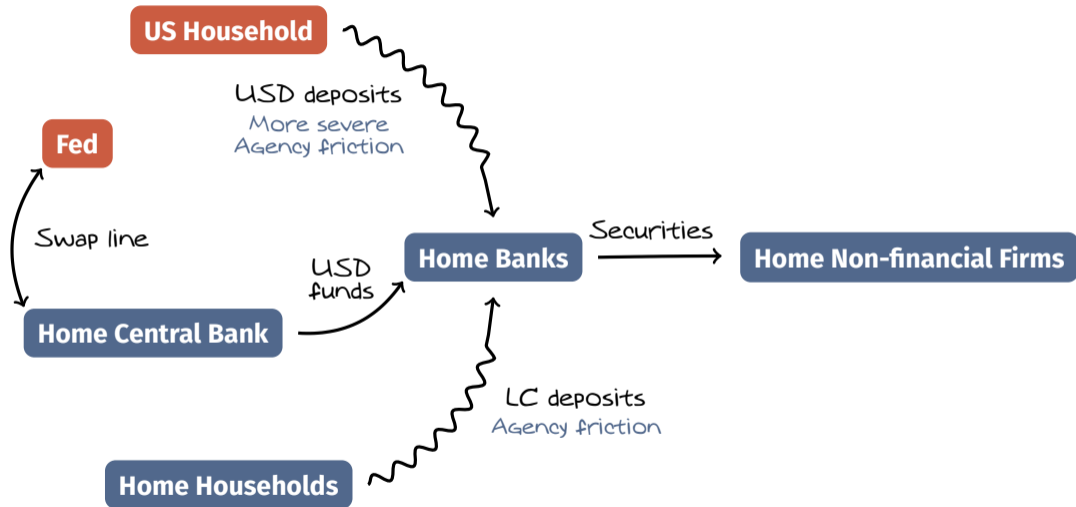 US Household
USD deposits
More severe
Agency friction
Fed
Swap line
USD
funds
Home Banks
Securities
Home Non-financial Firms
Home Central Bank
LC deposits
Agency friction
Home Households